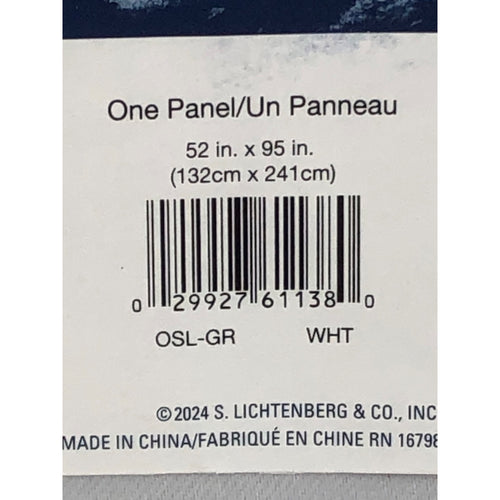 One Panel/Un Panneau
52 in. x 95 in.
(132cm x 241cm)
0 29927 61138 0
OSL-GR WHT
©2024 S. LICHTENBERG & CO., INC
MADE IN CHINA/FABRIQUÉ EN CHINE RN 16798